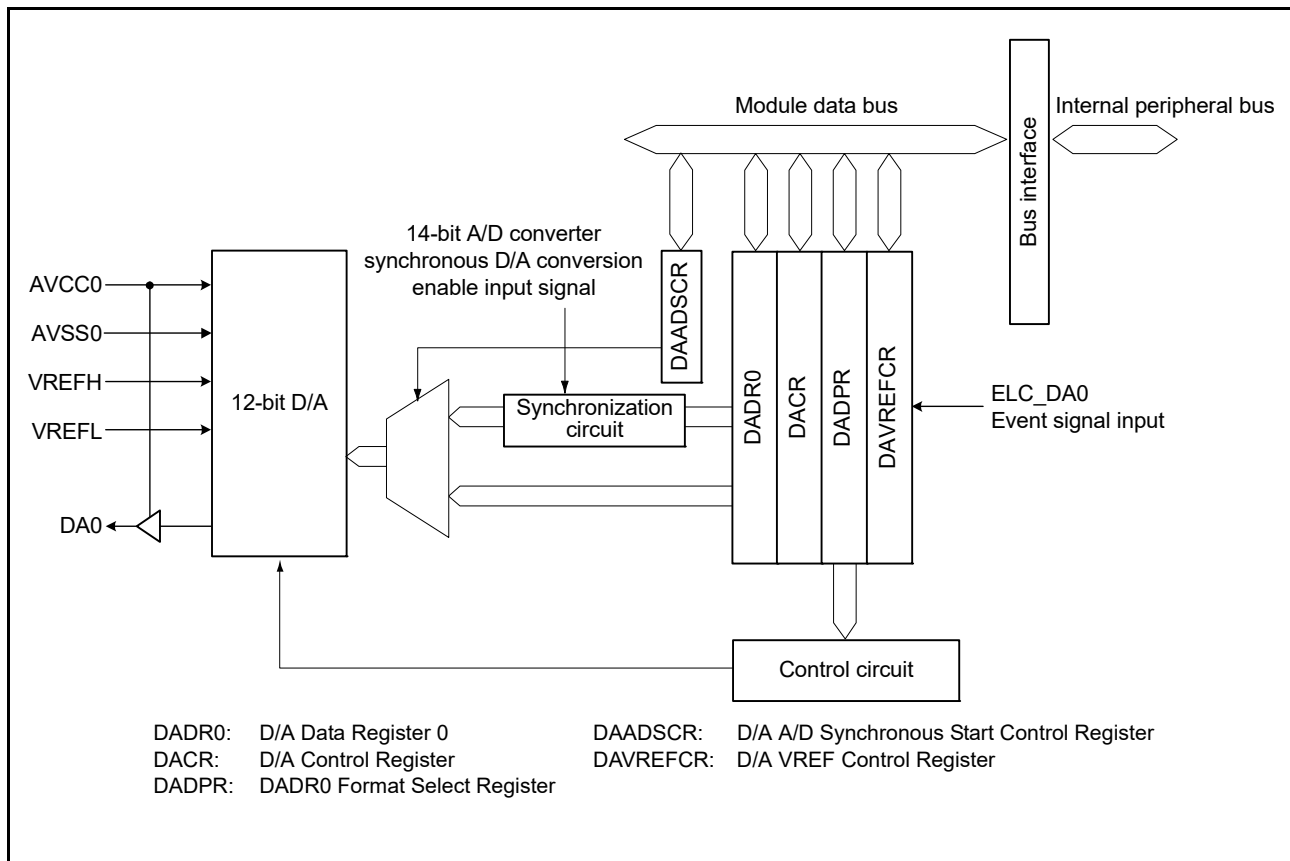 Module data bus
Internal peripheral bus
Bus interface
14-bit A/D converter
synchronous D/A conversion
enable input signal
AVCC0
AVSS0
VREFH
VREFL
DA0
12-bit D/A
DAADSCR
Synchronization
circuit
DADR0
DACR
DADPR
DAVREFCR
ELC_DA0
Event signal input
Control circuit
DADR0: D/A Data Register 0
DACR: D/A Control Register
DADPR: DADR0 Format Select Register
DAADSCR: D/A A/D Synchronous Start Control Register
DAVREFCR: D/A VREF Control Register